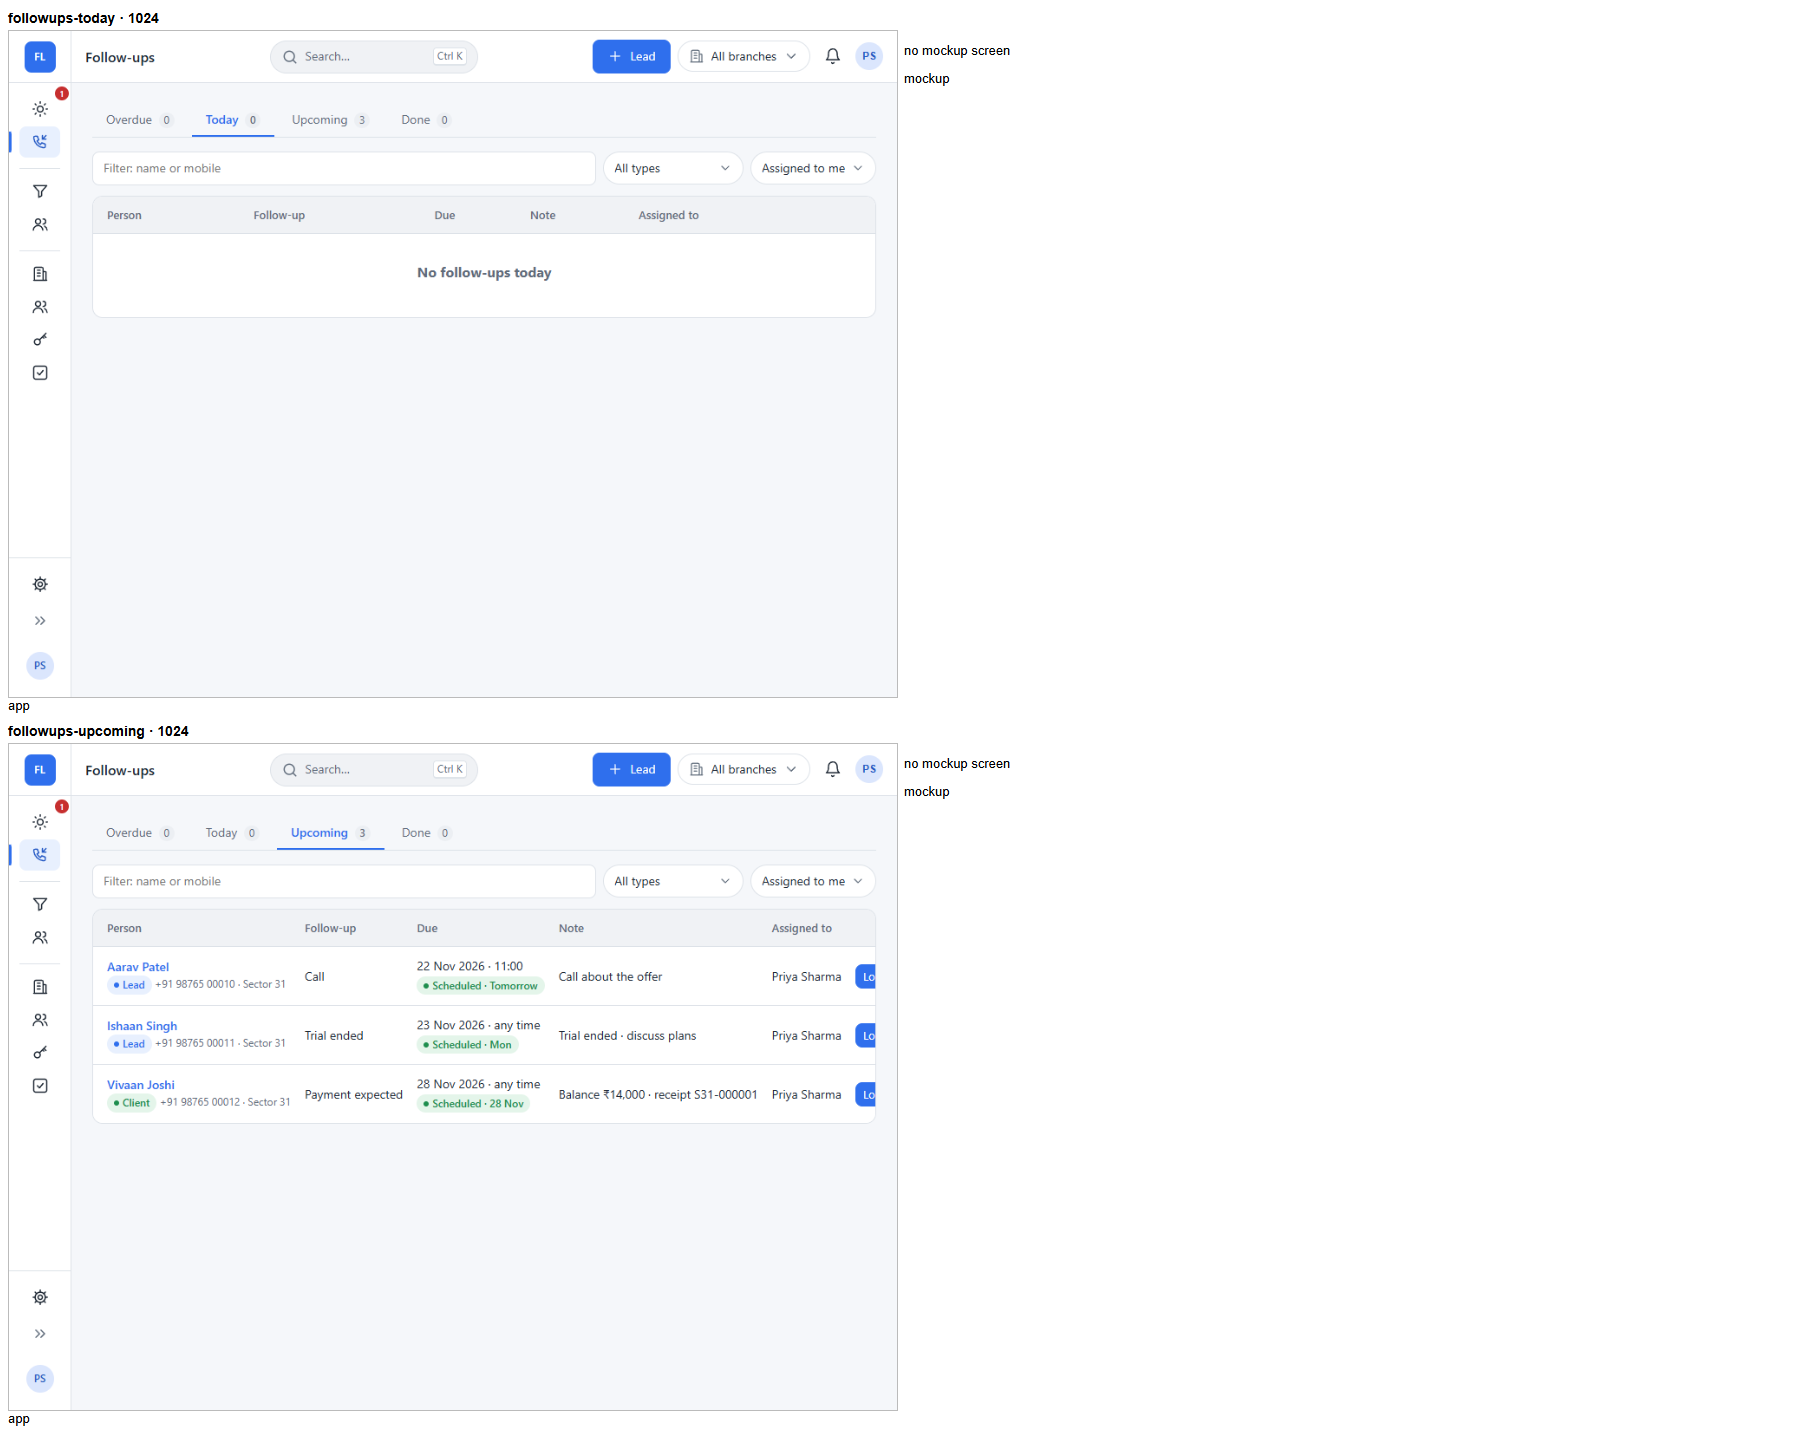 followups-today · 1024
FL
Follow-ups
Search...
Ctrl K
+ Lead
All branches
PS
no mockup screen
mockup
1
Overdue 0
Today 0
Upcoming 3
Done 0
Filter: name or mobile
All types
Assigned to me
Person Follow-up Due Note Assigned to
No follow-ups today
PS
app
followups-upcoming · 1024
FL
Follow-ups
Search...
Ctrl K
+ Lead
All branches
PS
no mockup screen
mockup
1
Overdue 0
Today 0
Upcoming 3
Done 0
Filter: name or mobile
All types
Assigned to me
Person Follow-up Due Note Assigned to
Aarav Patel
Lead +91 98765 00010 · Sector 31
Call
22 Nov 2026 · 11:00
Scheduled · Tomorrow
Call about the offer
Priya Sharma
Lo
Ishaan Singh
Lead +91 98765 00011 · Sector 31
Trial ended
23 Nov 2026 · any time
Scheduled · Mon
Trial ended · discuss plans
Priya Sharma
Lo
Vivaan Joshi
Client +91 98765 00012 · Sector 31
Payment expected
28 Nov 2026 · any time
Scheduled · 28 Nov
Balance ₹14,000 · receipt S31-000001
Priya Sharma
Lo
PS
app